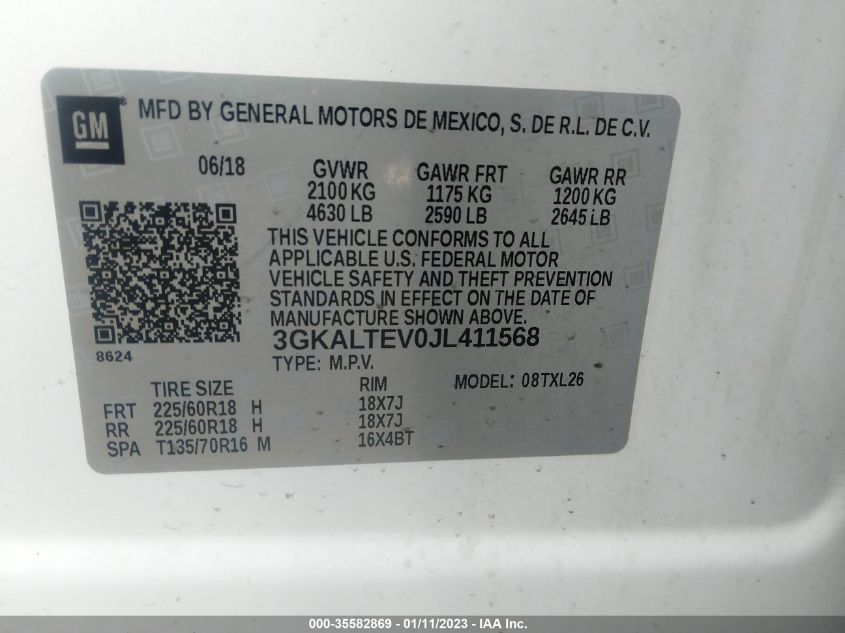 GM ® MFD BY GENERAL MOTORS DE MEXICO, S. DE R.L. DE C.V.
06/18 GVWR GAWR FRT GAWR RR
2100 KG 1175 KG 1200 KG
4630 LB 2590 LB 2645 LB
THIS VEHICLE CONFORMS TO ALL
APPLICABLE U.S. FEDERAL MOTOR
VEHICLE SAFETY AND THEFT PREVENTION
STANDARDS IN EFFECT ON THE DATE OF
MANUFACTURE SHOWN ABOVE.
8624 3GKALTEV0JL411568
TYPE: M.P.V.
TIRE SIZE RIM MODEL: 08TXL26
FRT 225/60R18 H 18X7J
RR 225/60R18 H 18X7J
SPA T135/70R16 M 16X4BT
000-35582869 - 01/11/2023 - IAA Inc.